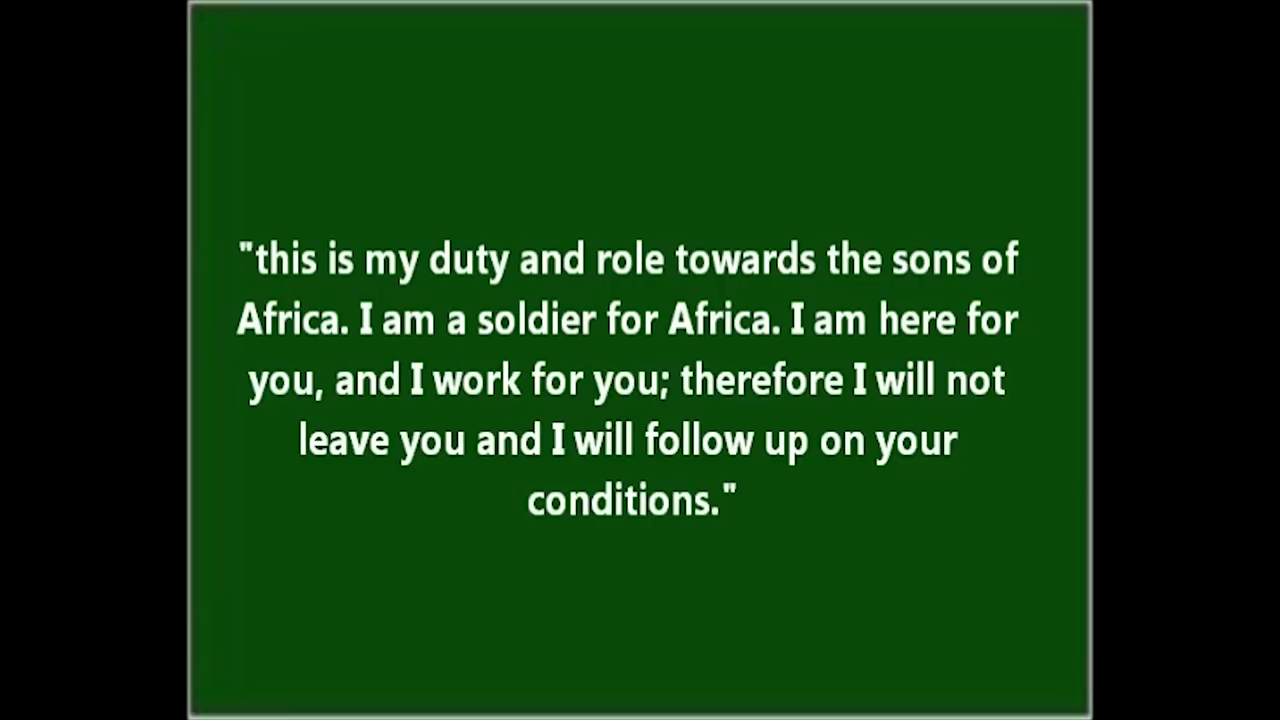 "this is my duty and role towards the sons of
Africa. I am a soldier for Africa. I am here for
you, and I work for you; therefore I will not
leave you and I will follow up on your
conditions."